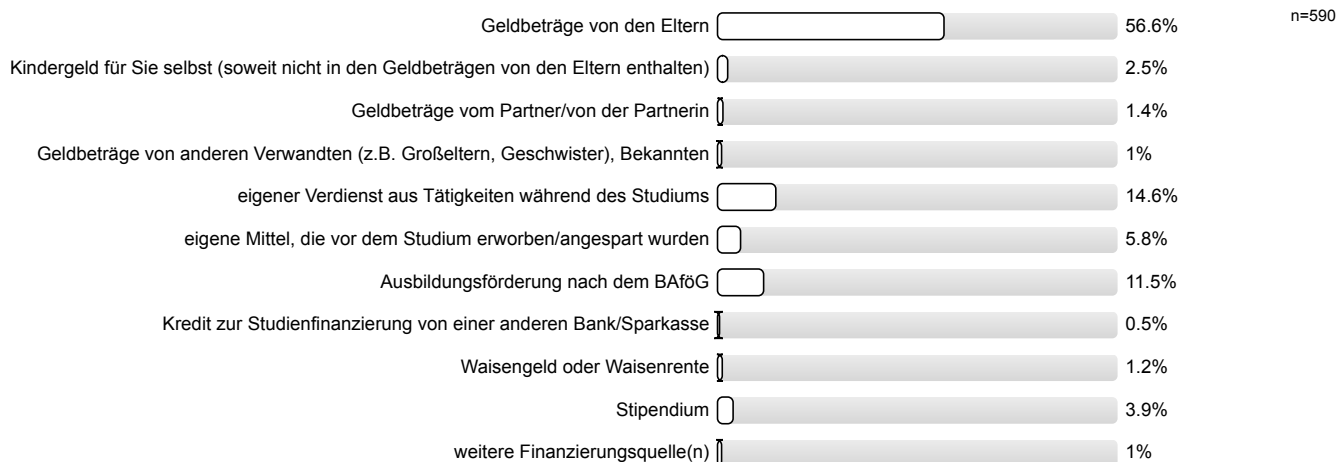 Geldbeträge von den Eltern 56.6% n=590
Kindergeld für Sie selbst (soweit nicht in den Geldbeträgen von den Eltern enthalten) 2.5%
Geldbeträge vom Partner/von der Partnerin 1.4%
Geldbeträge von anderen Verwandten (z.B. Großeltern, Geschwister), Bekannten 1%
eigener Verdienst aus Tätigkeiten während des Studiums 14.6%
eigene Mittel, die vor dem Studium erworben/angespart wurden 5.8%
Ausbildungsförderung nach dem BAföG 11.5%
Kredit zur Studienfinanzierung von einer anderen Bank/Sparkasse 0.5%
Waisengeld oder Waisenrente 1.2%
Stipendium 3.9%
weitere Finanzierungsquelle(n) 1%